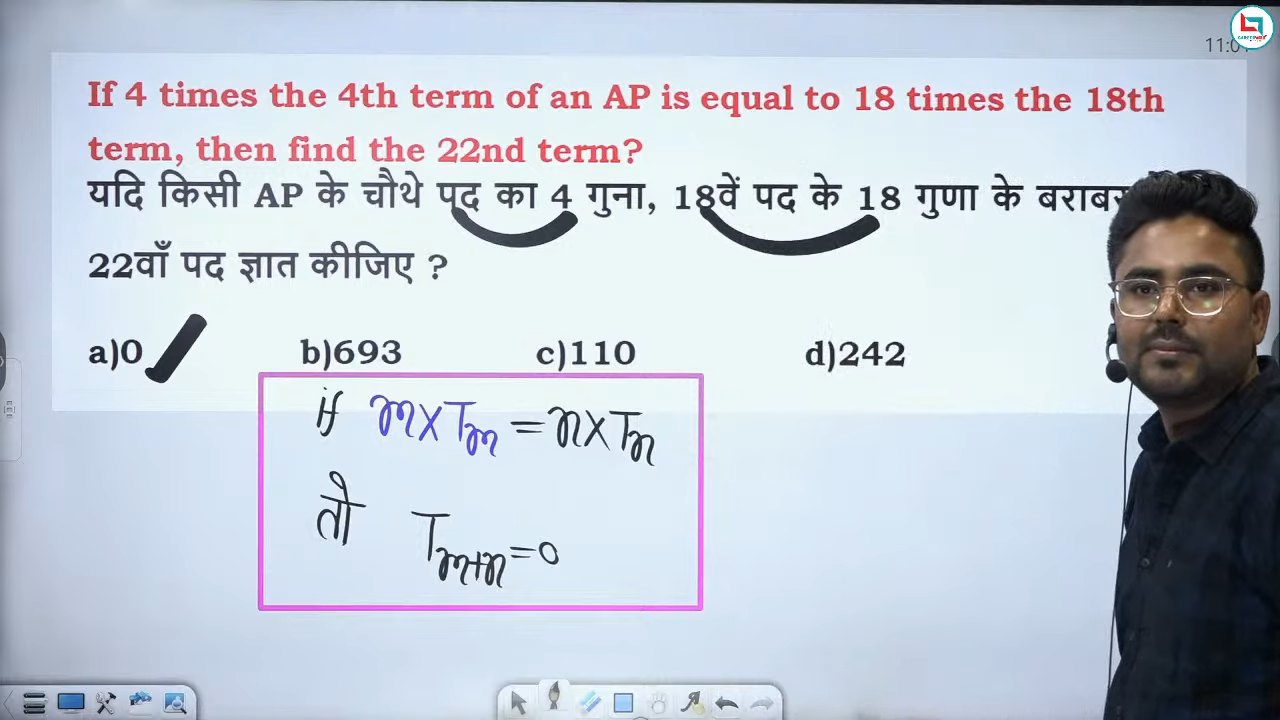 11:0
If 4 times the 4th term of an AP is equal to 18 times the 18th
term, then find the 22nd term?
यदि किसी AP के चौथे पद का 4 गुना, 18वें पद के 18 गुणा के बराबर
22वाँ पद ज्ञात कीजिए ?
a)0 b)693 c)110 d)242
if m×Tm = n×Tn
तो Tm+n=0